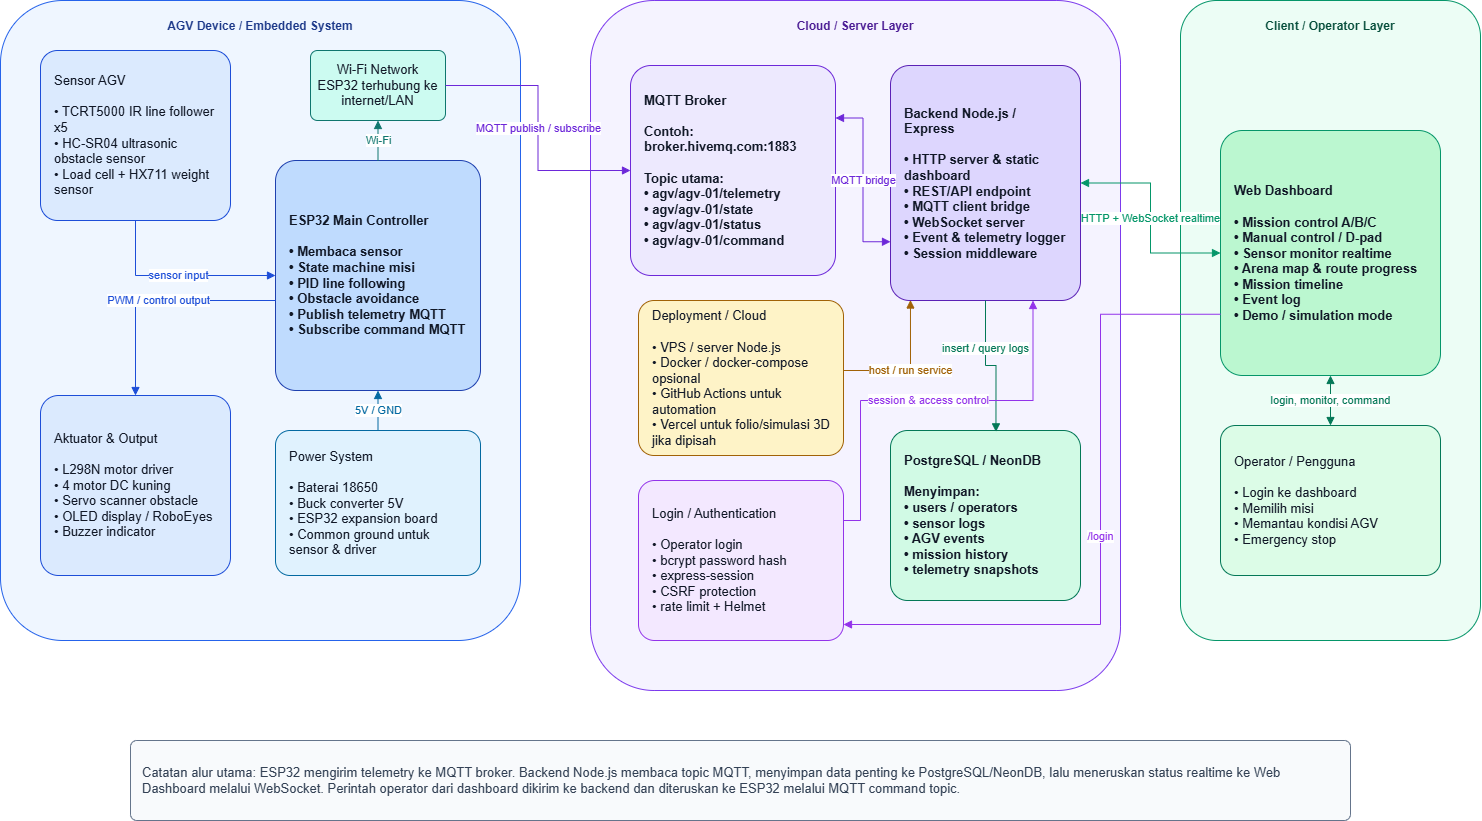 AGV Device / Embedded System
Sensor AGV
• TCRT5000 IR line follower
x5
• HC-SR04 ultrasonic
obstacle sensor
• Load cell + HX711 weight
sensor
Wi-Fi Network
ESP32 terhubung ke
internet/LAN
Wi-Fi
ESP32 Main Controller
• Membaca sensor
• State machine misi
• PID line following
• Obstacle avoidance
• Publish telemetry MQTT
• Subscribe command MQTT
sensor input
PWM / control output
5V / GND
Aktuator & Output
• L298N motor driver
• 4 motor DC kuning
• Servo scanner obstacle
• OLED display / RoboEyes
• Buzzer indicator
Power System
• Baterai 18650
• Buck converter 5V
• ESP32 expansion board
• Common ground untuk
sensor & driver
MQTT publish / subscribe
Cloud / Server Layer
MQTT Broker
Contoh:
broker.hivemq.com:1883
Topic utama:
• agv/agv-01/telemetry
• agv/agv-01/state
• agv/agv-01/status
• agv/agv-01/command
MQTT bridge
Backend Node.js /
Express
• HTTP server & static
dashboard
• REST/API endpoint
• MQTT client bridge
• WebSocket server
• Event & telemetry logger
• Session middleware
Deployment / Cloud
• VPS / server Node.js
• Docker / docker-compose
opsional
• GitHub Actions untuk
automation
• Vercel untuk folio/simulasi 3D
jika dipisah
insert / query logs
host / run service
session & access control
Login / Authentication
• Operator login
• bcrypt password hash
• express-session
• CSRF protection
• rate limit + Helmet
PostgreSQL / NeonDB
Menyimpan:
• users / operators
• sensor logs
• AGV events
• mission history
• telemetry snapshots
/login
HTTP + WebSocket realtime
Client / Operator Layer
Web Dashboard
• Mission control A/B/C
• Manual control / D-pad
• Sensor monitor realtime
• Arena map & route progress
• Mission timeline
• Event log
• Demo / simulation mode
login, monitor, command
Operator / Pengguna
• Login ke dashboard
• Memilih misi
• Memantau kondisi AGV
• Emergency stop
Catatan alur utama: ESP32 mengirim telemetry ke MQTT broker. Backend Node.js membaca topic MQTT, menyimpan data penting ke PostgreSQL/NeonDB, lalu meneruskan status realtime ke Web
Dashboard melalui WebSocket. Perintah operator dari dashboard dikirim ke backend dan diteruskan ke ESP32 melalui MQTT command topic.